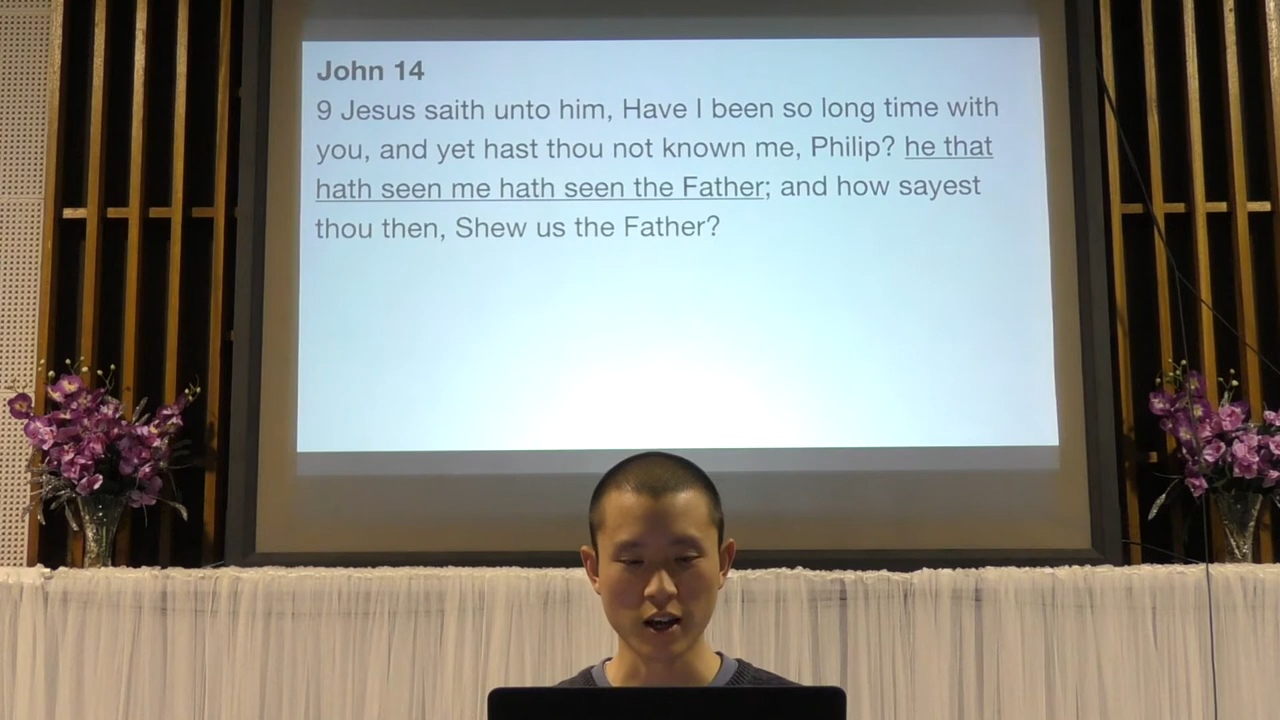 John 14
9 Jesus saith unto him, Have I been so long time with
you, and yet hast thou not known me, Philip? he that
hath seen me hath seen the Father; and how sayest
thou then, Shew us the Father?